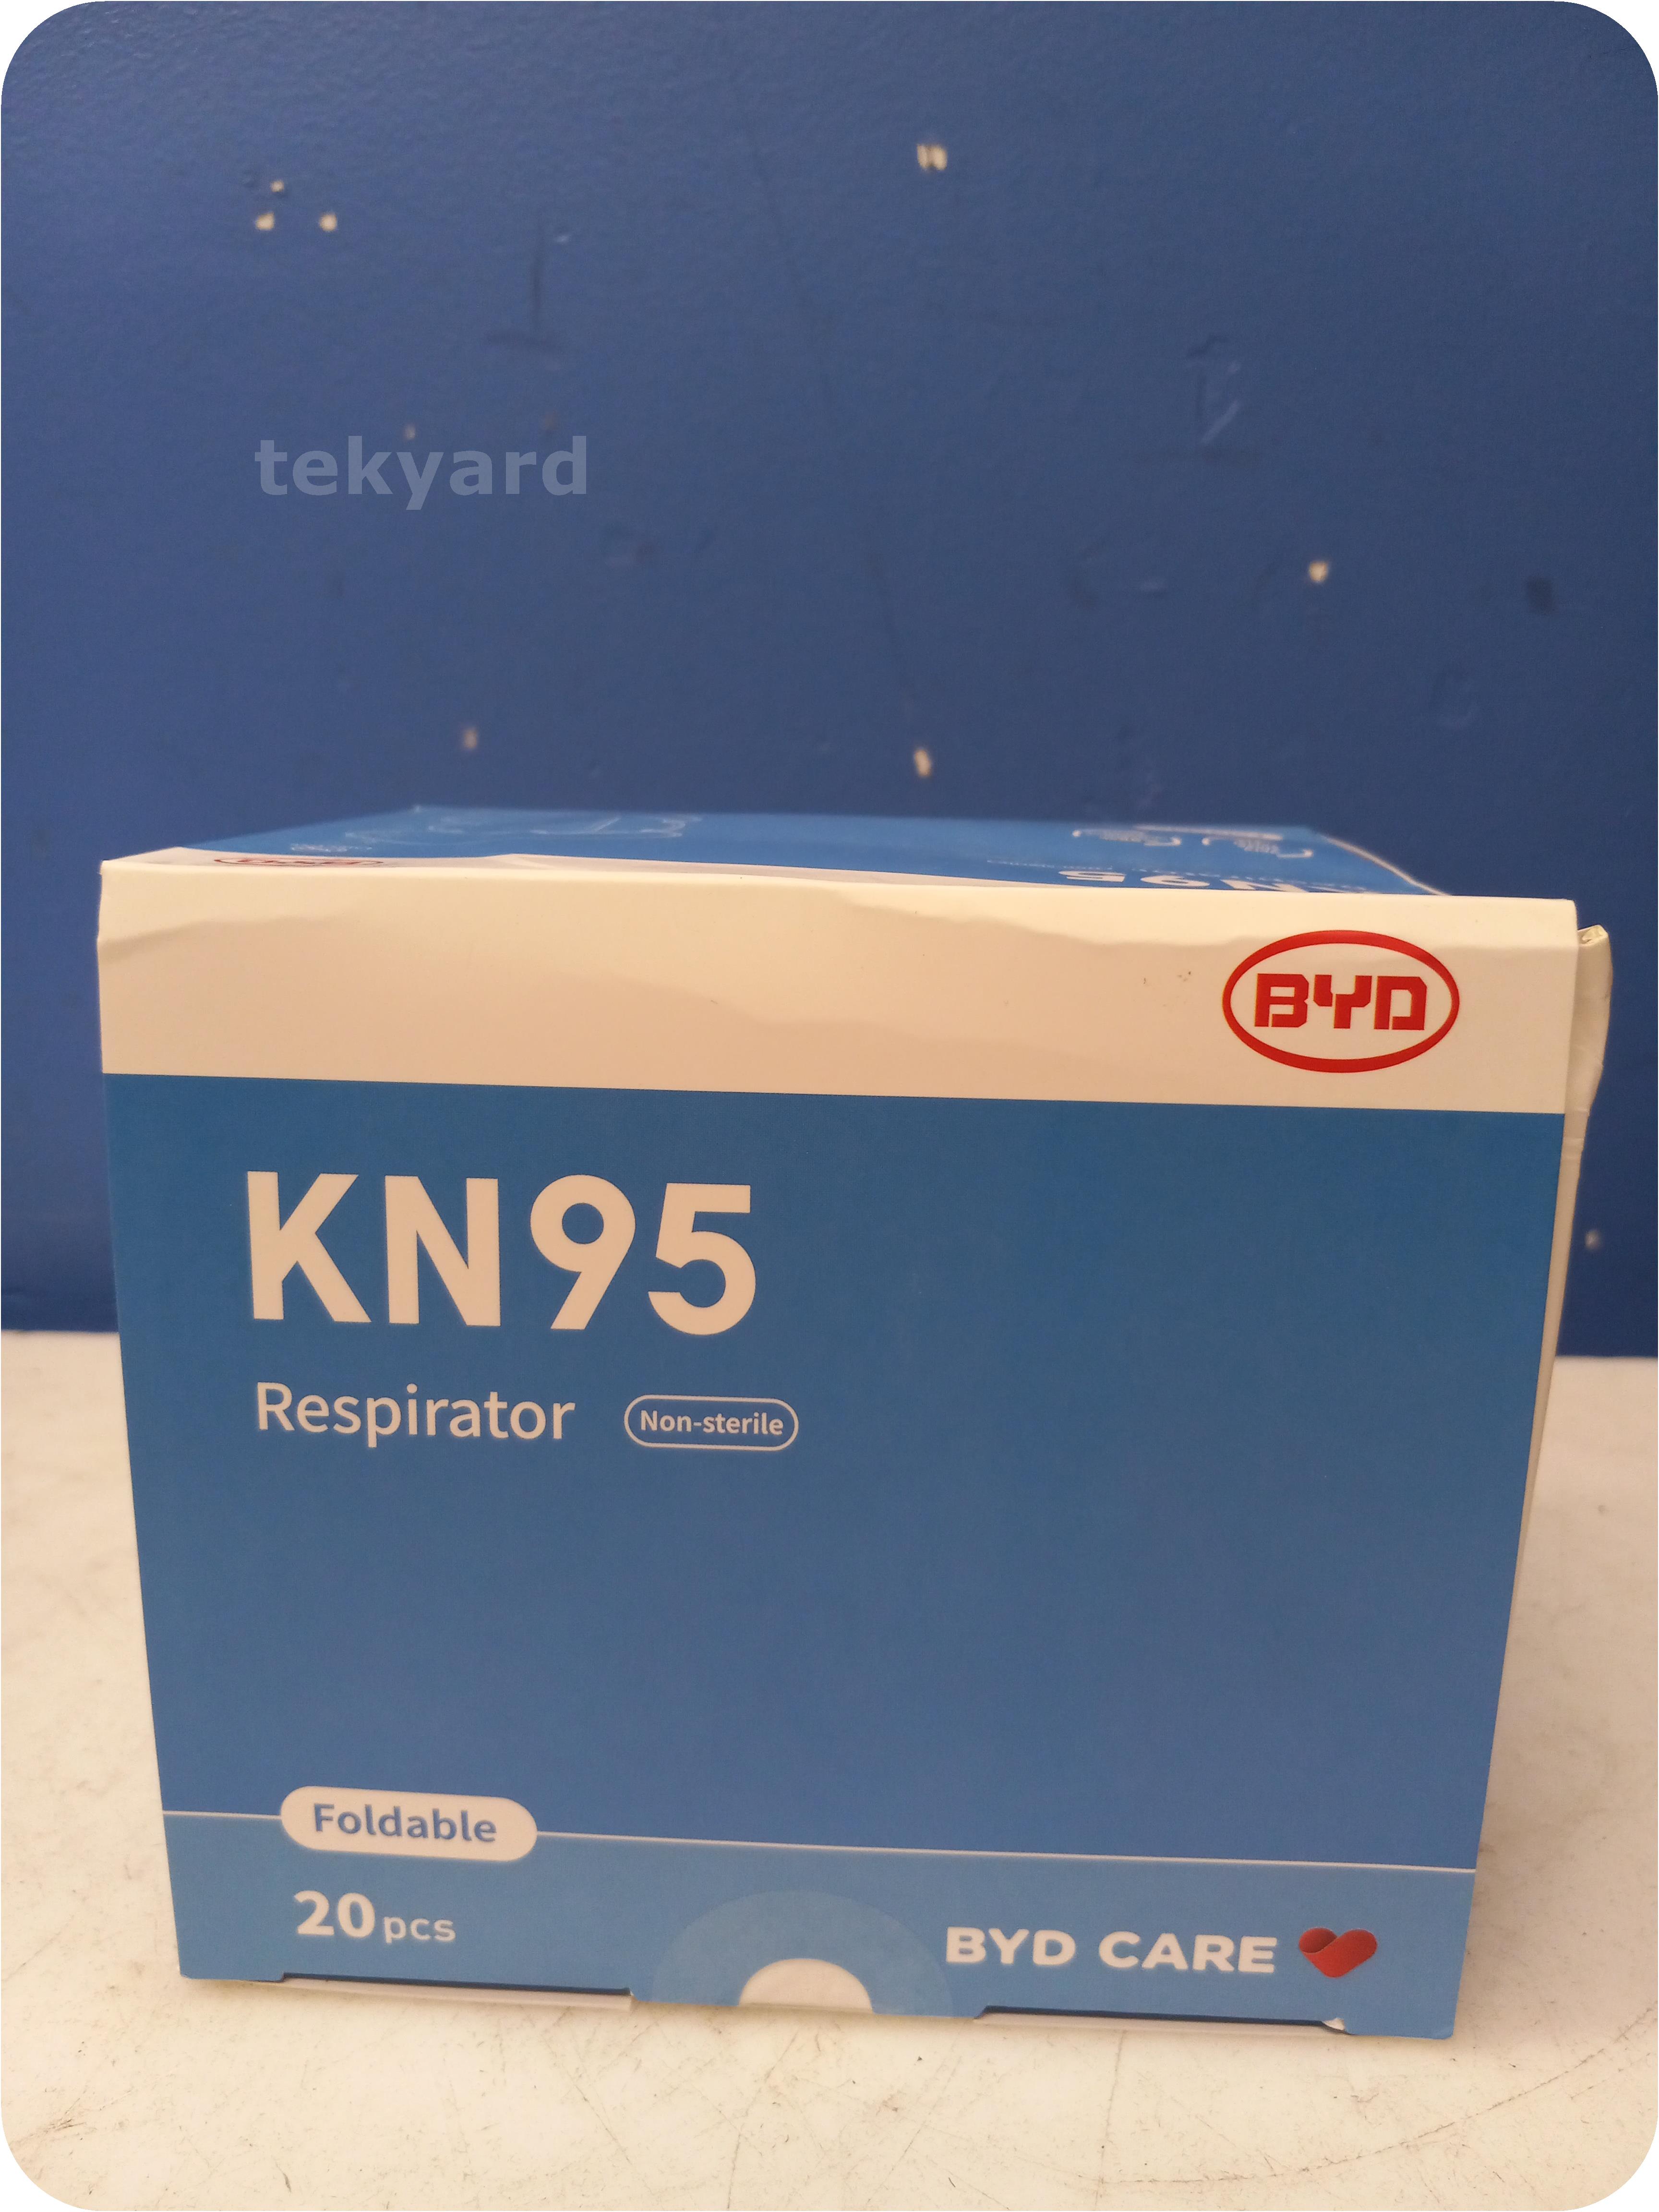 tekyard
BYD
KN95
Respirator
Non-sterile
Foldable
20pcs
BYD CARE